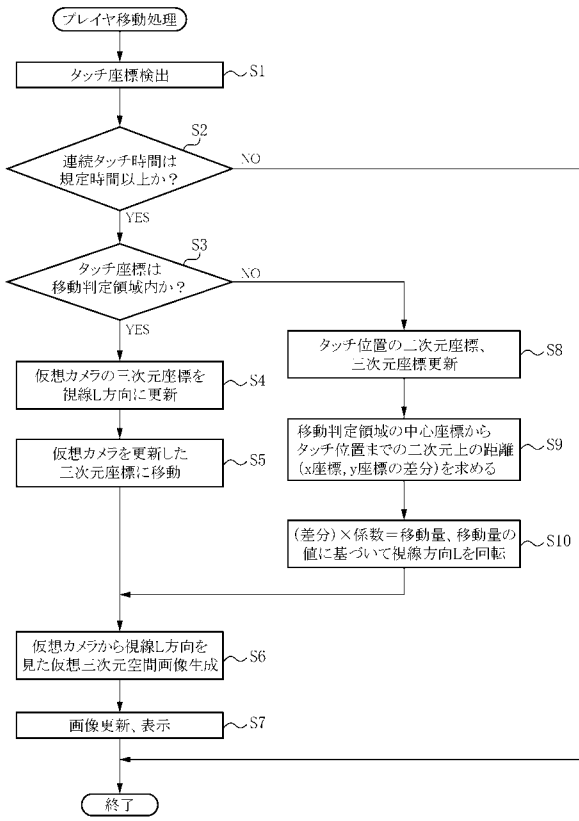 プレイヤ移動処理
タッチ座標検出
S1
連続タッチ時間は
規定時間以上か?
S2
NO
YES
タッチ座標は
移動判定領域内か?
S3
NO
YES
仮想カメラの三次元座標を
視線L方向に更新
S4
仮想カメラを更新した
三次元座標に移動
S5
タッチ位置の二次元座標、
三次元座標更新
S8
移動判定領域の中心座標から
タッチ位置までの二次元上の距離
(x座標,y座標の差分)を求める
S9
(差分)×係数=移動量、移動量の
値に基づいて視線方向Lを回転
S10
仮想カメラから視線L方向を
見た仮想三次元空間画像生成
S6
画像更新、表示
S7
終了